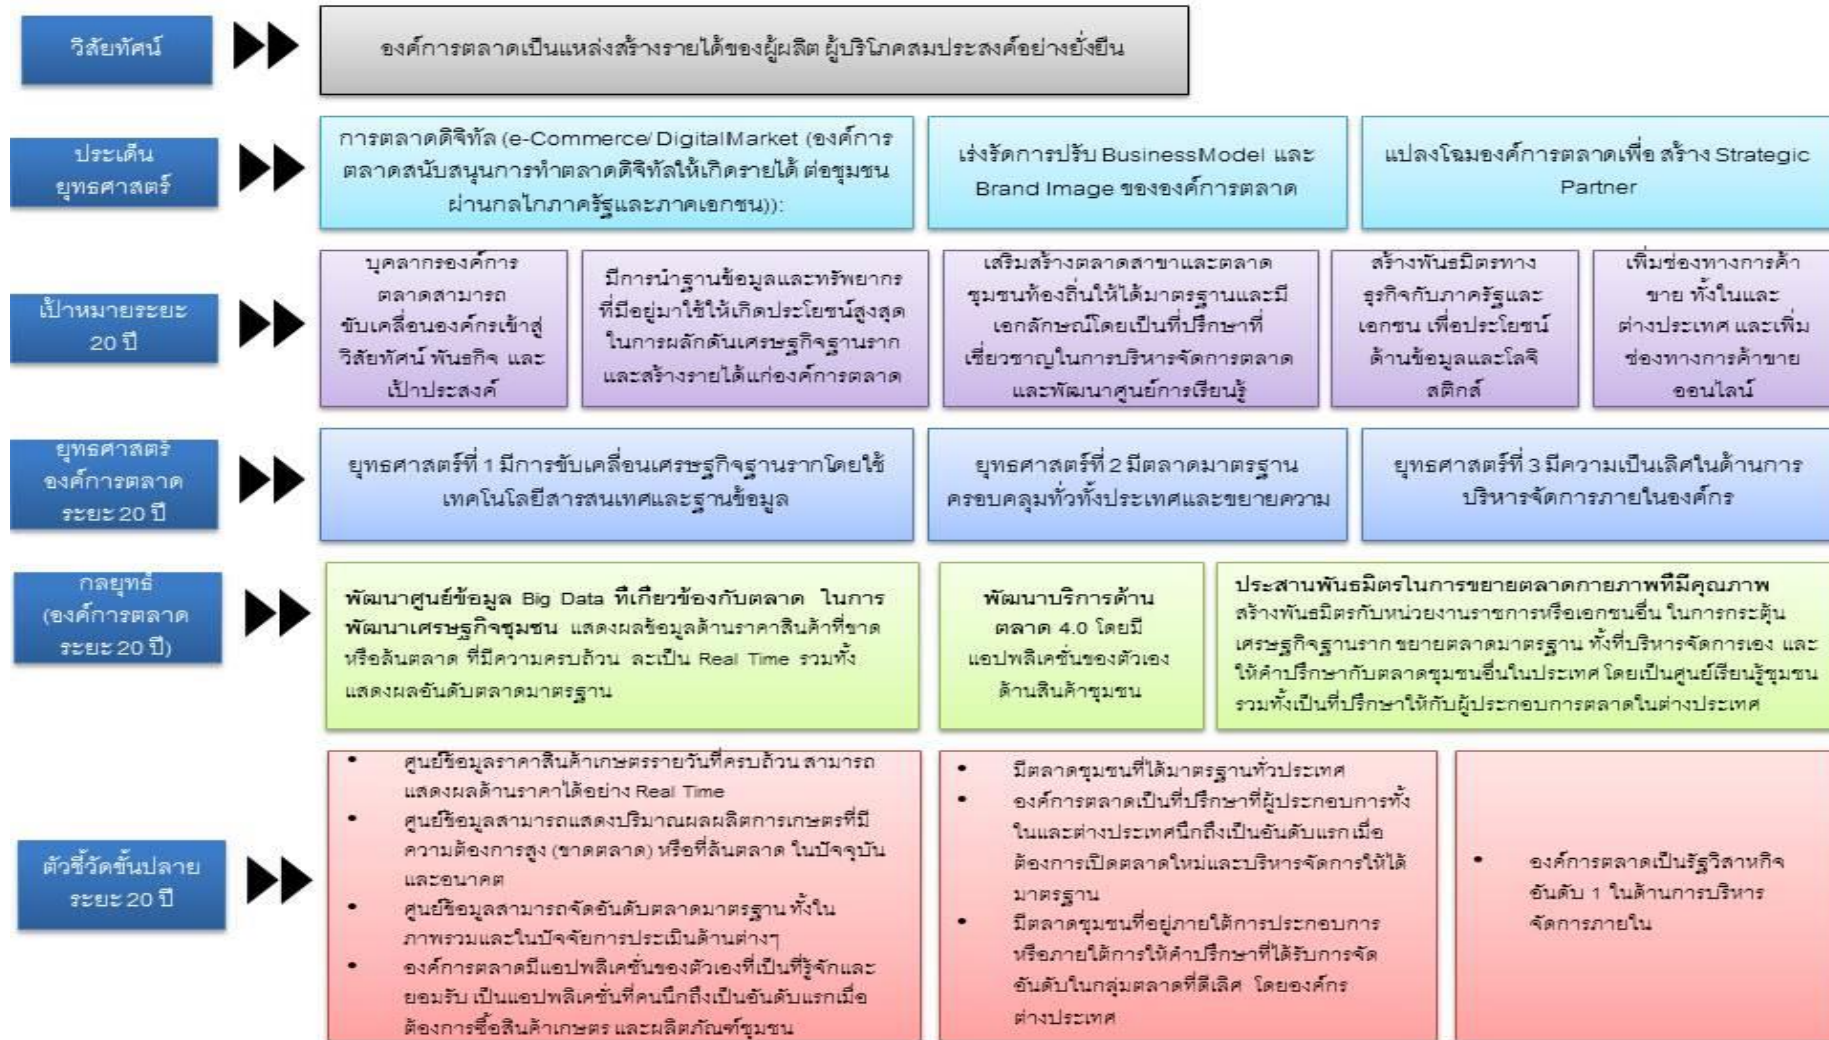 วิสัยทัศน์
องค์การตลาดเป็นแหล่งสร้างรายได้ของผู้ผลิต ผู้บริโภคสมประสงค์อย่างยั่งยืน
ประเด็น
ยุทธศาสตร์
การตลาดดิจิทัล (e-Commerce/ DigitalMarket (องค์การ
ตลาดสนับสนุนการทำตลาดดิจิทัลให้เกิดรายได้ ต่อชุมชน
ผ่านกลไกภาครัฐและภาคเอกชน)):
เร่งรัดการปรับ BusinessModel และ
Brand Image ขององค์การตลาด
แปลงโฉมองค์การตลาดเพื่อ สร้าง Strategic
Partner
เป้าหมายระยะ
20 ปี
บุคลากรองค์การ
ตลาดสามารถ
ขับเคลื่อนองค์กรเข้าสู่
วิสัยทัศน์ พันธกิจ และ
เป้าประสงค์
มีการนำฐานข้อมูลและทรัพยากร
ที่มีอยู่มาใช้ให้เกิดประโยชน์สูงสุด
ในการผลักดันเศรษฐกิจฐานราก
และสร้างรายได้แก่องค์การตลาด
เสริมสร้างตลาดสาขาและตลาด
ชุมชนท้องถิ่นให้ได้มาตรฐานและมี
เอกลักษณ์โดยเป็นที่ปรึกษาที่
เชี่ยวชาญในการบริหารจัดการตลาด
และพัฒนาศูนย์การเรียนรู้
สร้างพันธมิตรทาง
ธุรกิจกับภาครัฐและ
เอกชน เพื่อประโยชน์
ด้านข้อมูลและโลจิ
สติกส์
เพิ่มช่องทางการค้า
ขาย ทั้งในและ
ต่างประเทศ และเพิ่ม
ช่องทางการค้าขาย
ออนไลน์
ยุทธศาสตร์
องค์การตลาด
ระยะ 20 ปี
ยุทธศาสตร์ที่ 1 มีการขับเคลื่อนเศรษฐกิจฐานรากโดยใช้
เทคโนโลยีสารสนเทศและฐานข้อมูล
ยุทธศาสตร์ที่ 2 มีตลาดมาตรฐาน
ครอบคลุมทั่วทั้งประเทศและขยายความ
ยุทธศาสตร์ที่ 3 มีความเป็นเลิศในด้านการ
บริหารจัดการภายในองค์กร
กลยุทธ์
(องค์การตลาด
ระยะ 20 ปี)
พัฒนาศูนย์ข้อมูล Big Data ที่เกี่ยวข้องกับตลาด ในการ
พัฒนาเศรษฐกิจชุมชน แสดงผลข้อมูลด้านราคาสินค้าที่ขาด
หรือล้นตลาด ที่มีความครบถ้วน ละเป็น Real Time รวมทั้ง
แสดงผลอันดับตลาดมาตรฐาน
พัฒนาบริการด้าน
ตลาด 4.0 โดยมี
แอปพลิเคชั่นของตัวเอง
ด้านสินค้าชุมชน
ประสานพันธมิตรในการขยายตลาดกายภาพที่มีคุณภาพ
สร้างพันธมิตรกับหน่วยงานราชการหรือเอกชนอื่น ในการกระตุ้น
เศรษฐกิจฐานราก ขยายตลาดมาตรฐาน ทั้งที่บริหารจัดการเอง และ
ให้คำปรึกษากับตลาดชุมชนอื่นในประเทศ โดยเป็นศูนย์เรียนรู้ชุมชน
รวมทั้งเป็นที่ปรึกษาให้กับผู้ประกอบการตลาดในต่างประเทศ
ตัวชี้วัดขั้นปลาย
ระยะ 20 ปี
• ศูนย์ข้อมูลราคาสินค้าเกษตรรายวันที่ครบถ้วน สามารถ
แสดงผลด้านราคาได้อย่าง Real Time
• ศูนย์ข้อมูลสามารถแสดงปริมาณผลผลิตการเกษตรที่มี
ความต้องการสูง (ขาดตลาด) หรือที่ล้นตลาด ในปัจจุบัน
และอนาคต
• ศูนย์ข้อมูลสามารถจัดอันดับตลาดมาตรฐาน ทั้งใน
ภาพรวมและในปัจจัยการประเมินด้านต่างๆ
• องค์การตลาดมีแอปพลิเคชั่นของตัวเองที่เป็นที่รู้จักและ
ยอมรับ เป็นแอปพลิเคชั่นที่คนนึกถึงเป็นอันดับแรกเมื่อ
ต้องการซื้อสินค้าเกษตร และผลิตภัณฑ์ชุมชน
• มีตลาดชุมชนที่ได้มาตรฐานทั่วประเทศ
• องค์การตลาดเป็นที่ปรึกษาที่ผู้ประกอบการทั้ง
ในและต่างประเทศนึกถึงเป็นอันดับแรก เมื่อ
ต้องการเปิดตลาดใหม่และบริหารจัดการให้ได้
มาตรฐาน
• มีตลาดชุมชนที่อยู่ภายใต้การประกอบการ
หรือภายใต้การให้คำปรึกษาที่ได้รับการจัด
อันดับในกลุ่มตลาดที่ดีเลิศ โดยองค์กร
ต่างประเทศ
• องค์การตลาดเป็นรัฐวิสาหกิจ
อันดับ 1 ในด้านการบริหาร
จัดการภายใน